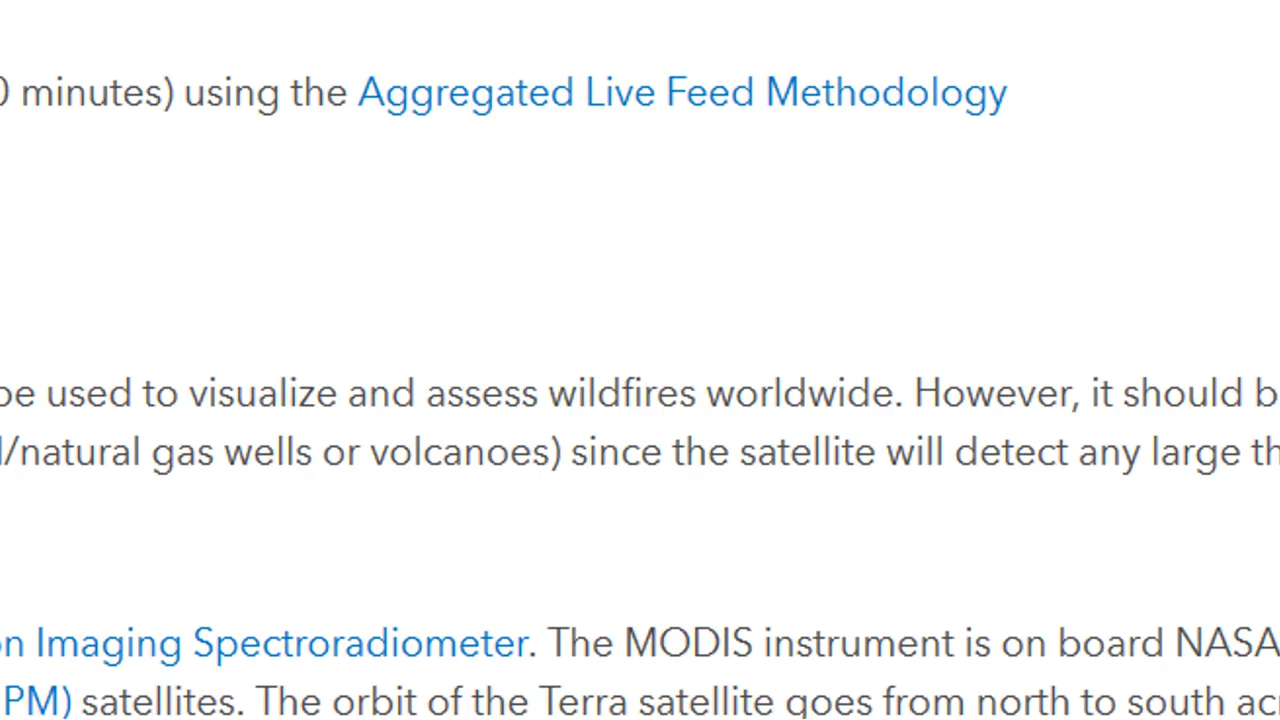 0 minutes) using the Aggregated Live Feed Methodology
be used to visualize and assess wildfires worldwide. However, it should b
l/natural gas wells or volcanoes) since the satellite will detect any large th
on Imaging Spectroradiometer. The MODIS instrument is on board NASA
PM) satellites. The orbit of the Terra satellite goes from north to south acr